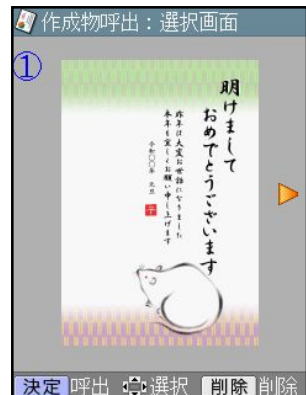 作成物呼出：選択画面
①
明けまして
おめでとうございます
昨年は大変お世話になりました
本年も宜しくお願い申し上げます
令和〇〇年 元旦
子
決定 呼出 選択 削除 削除